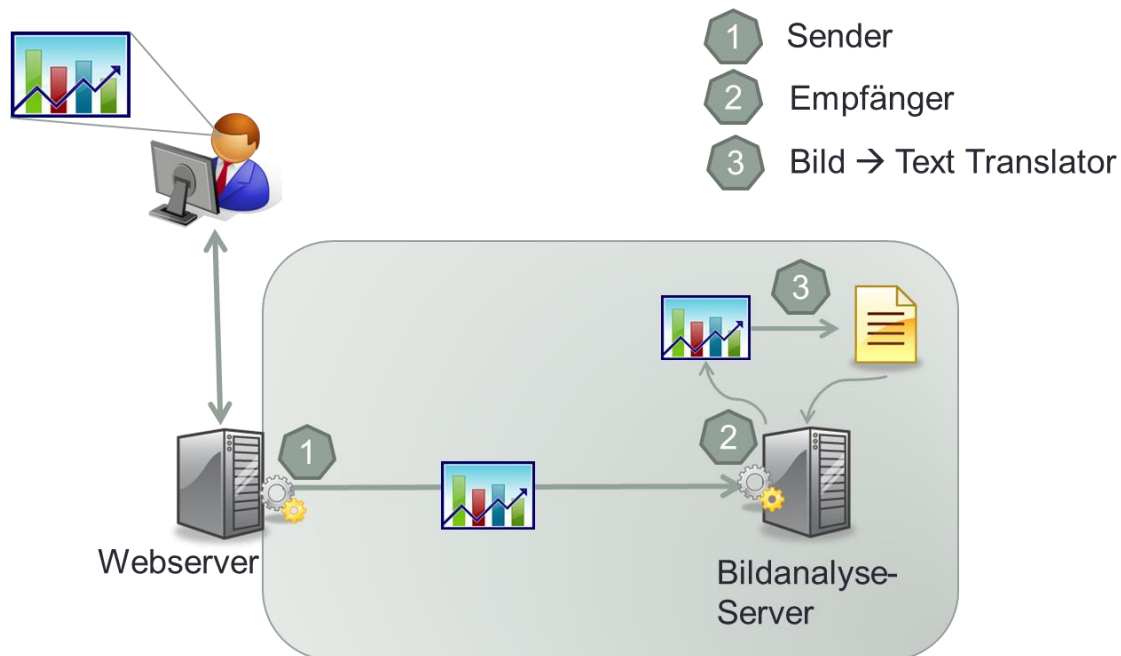 1 Sender
2 Empfänger
3 Bild → Text Translator
3
2
1
Webserver
Bildanalyse-
Server